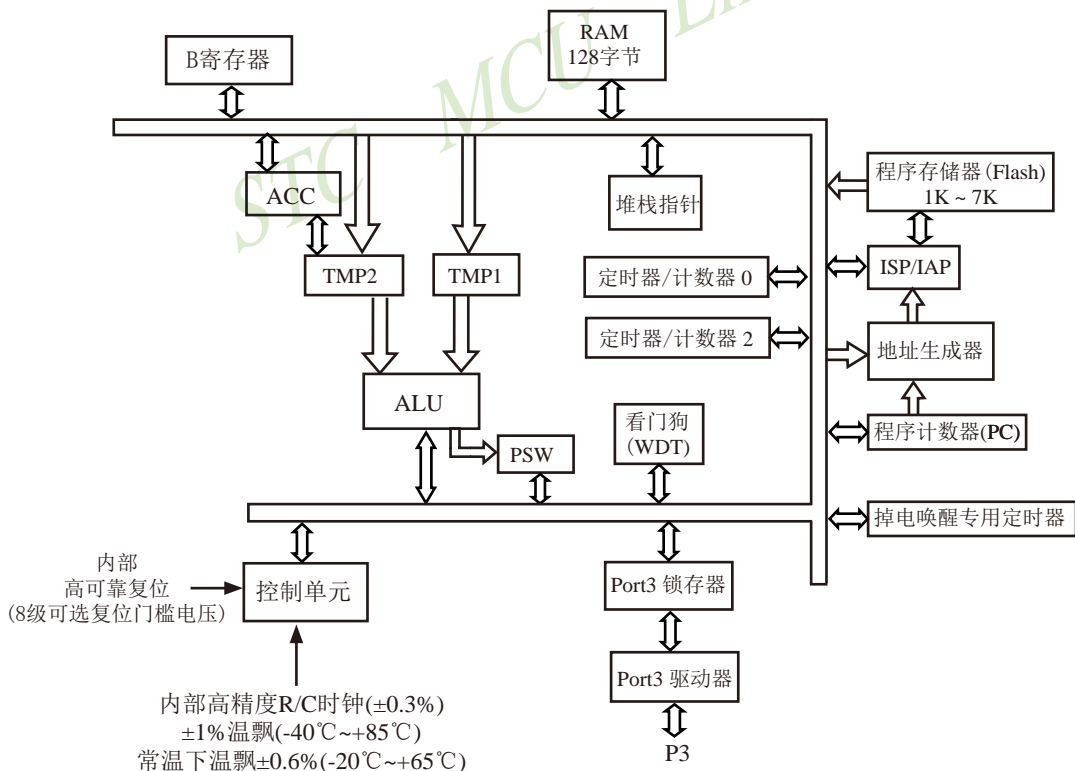 RAM
128字节
B寄存器
STC MCU
ACC
堆栈指针
程序存储器(Flash)
1K ~ 7K
TMP2
TMP1
定时器/计数器 0
ISP/IAP
定时器/计数器 2
地址生成器
ALU
看门狗
(WDT)
程序计数器(PC)
PSW
掉电唤醒专用定时器
内部
高可靠复位
(8级可选复位门槛电压)
控制单元
Port3 锁存器
Port3 驱动器
内部高精度R/C时钟(±0.3%)
±1%温飘(-40℃~+85℃)
常温下温飘±0.6%(-20℃~+65℃)
P3